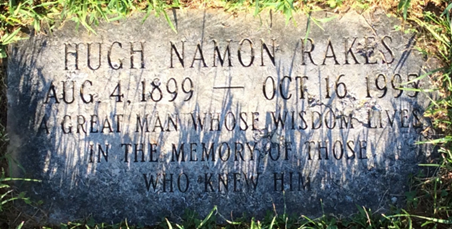 HUGH NAMON RAKES
AUG. 4, 1899 — OCT. 16, 1995
A GREAT MAN WHOSE WISDOM LIVES
IN THE MEMORY OF THOSE
WHO KNEW HIM